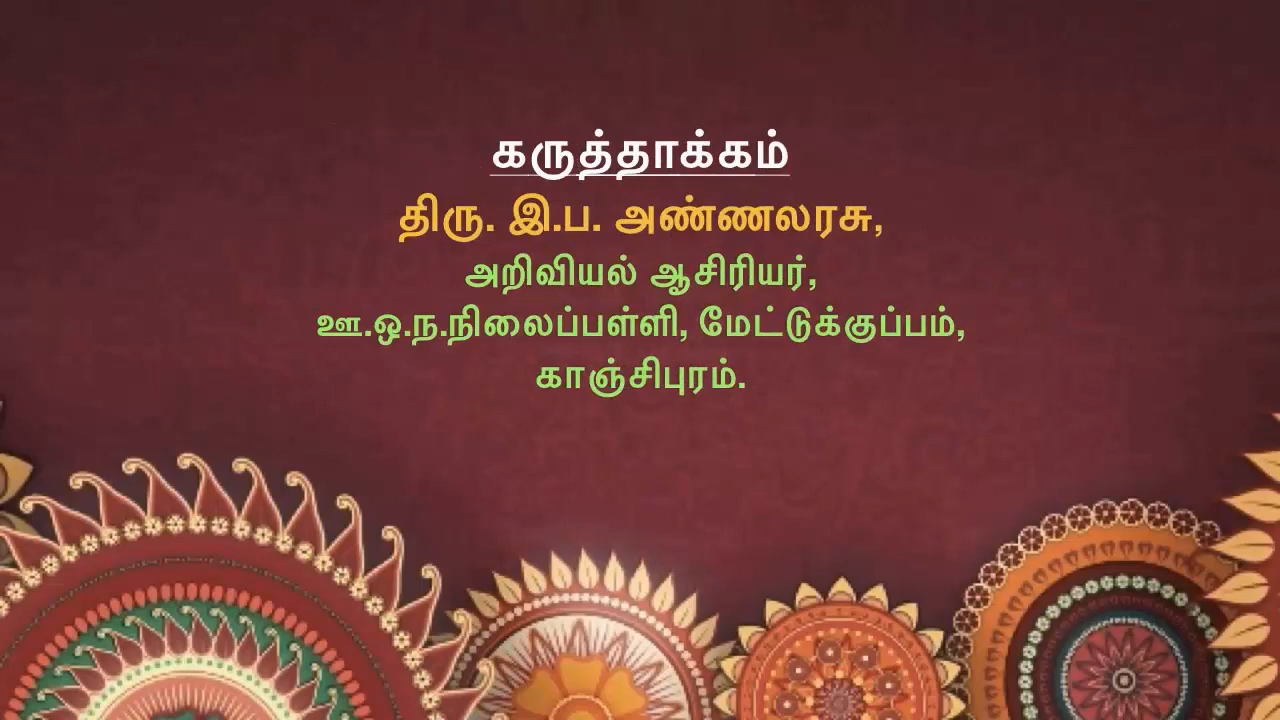 கருத்தாக்கம்
திரு. இ.ப. அண்ணலரசு,
அறிவியல் ஆசிரியர்,
ஊ.ஒ.ந.நிலைப்பள்ளி, மேட்டுக்குப்பம்,
காஞ்சிபுரம்.